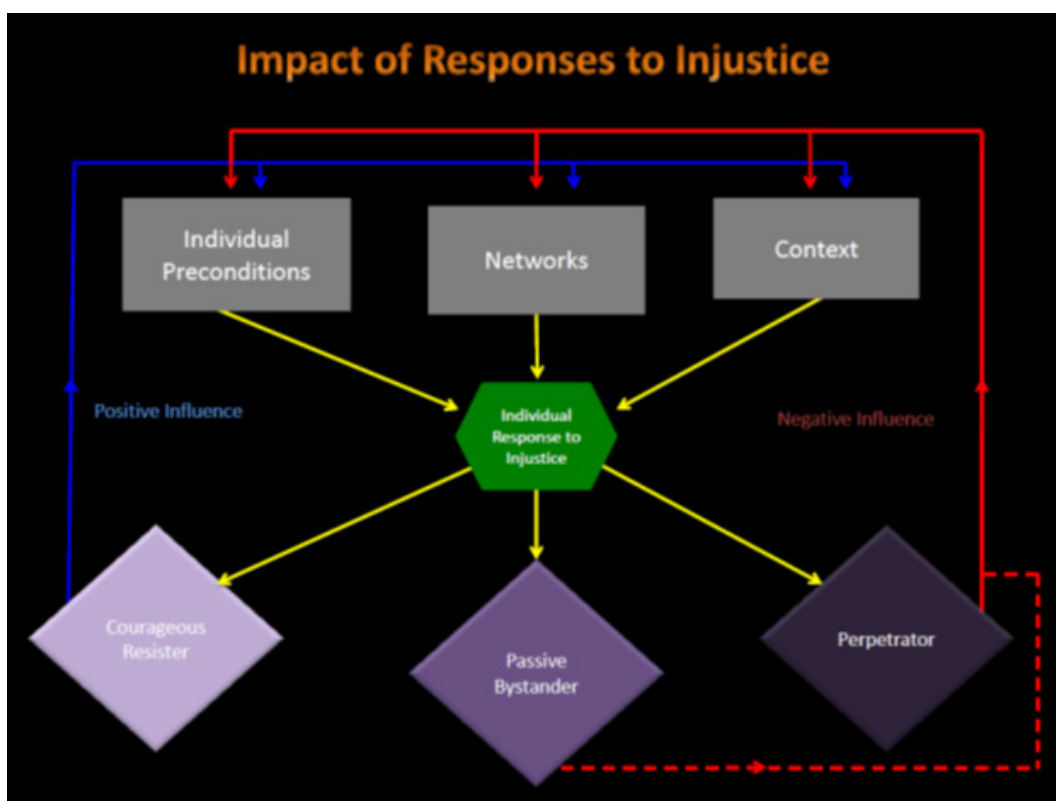 Impact of Responses to Injustice
Individual
Preconditions
Networks
Context
Positive Influence
Negative Influence
Individual
Response to
Injustice
Courageous
Resister
Passive
Bystander
Perpetrator